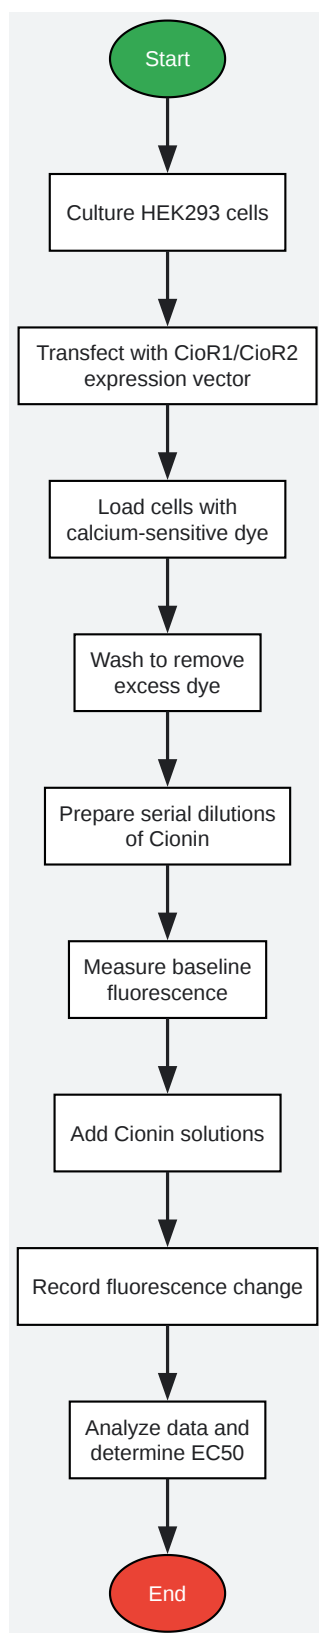 Start
Culture HEK293 cells
Transfect with CioR1/CioR2
expression vector
Load cells with
calcium-sensitive dye
Wash to remove
excess dye
Prepare serial dilutions
of Cionin
Measure baseline
fluorescence
Add Cionin solutions
Record fluorescence change
Analyze data and
determine EC50
End